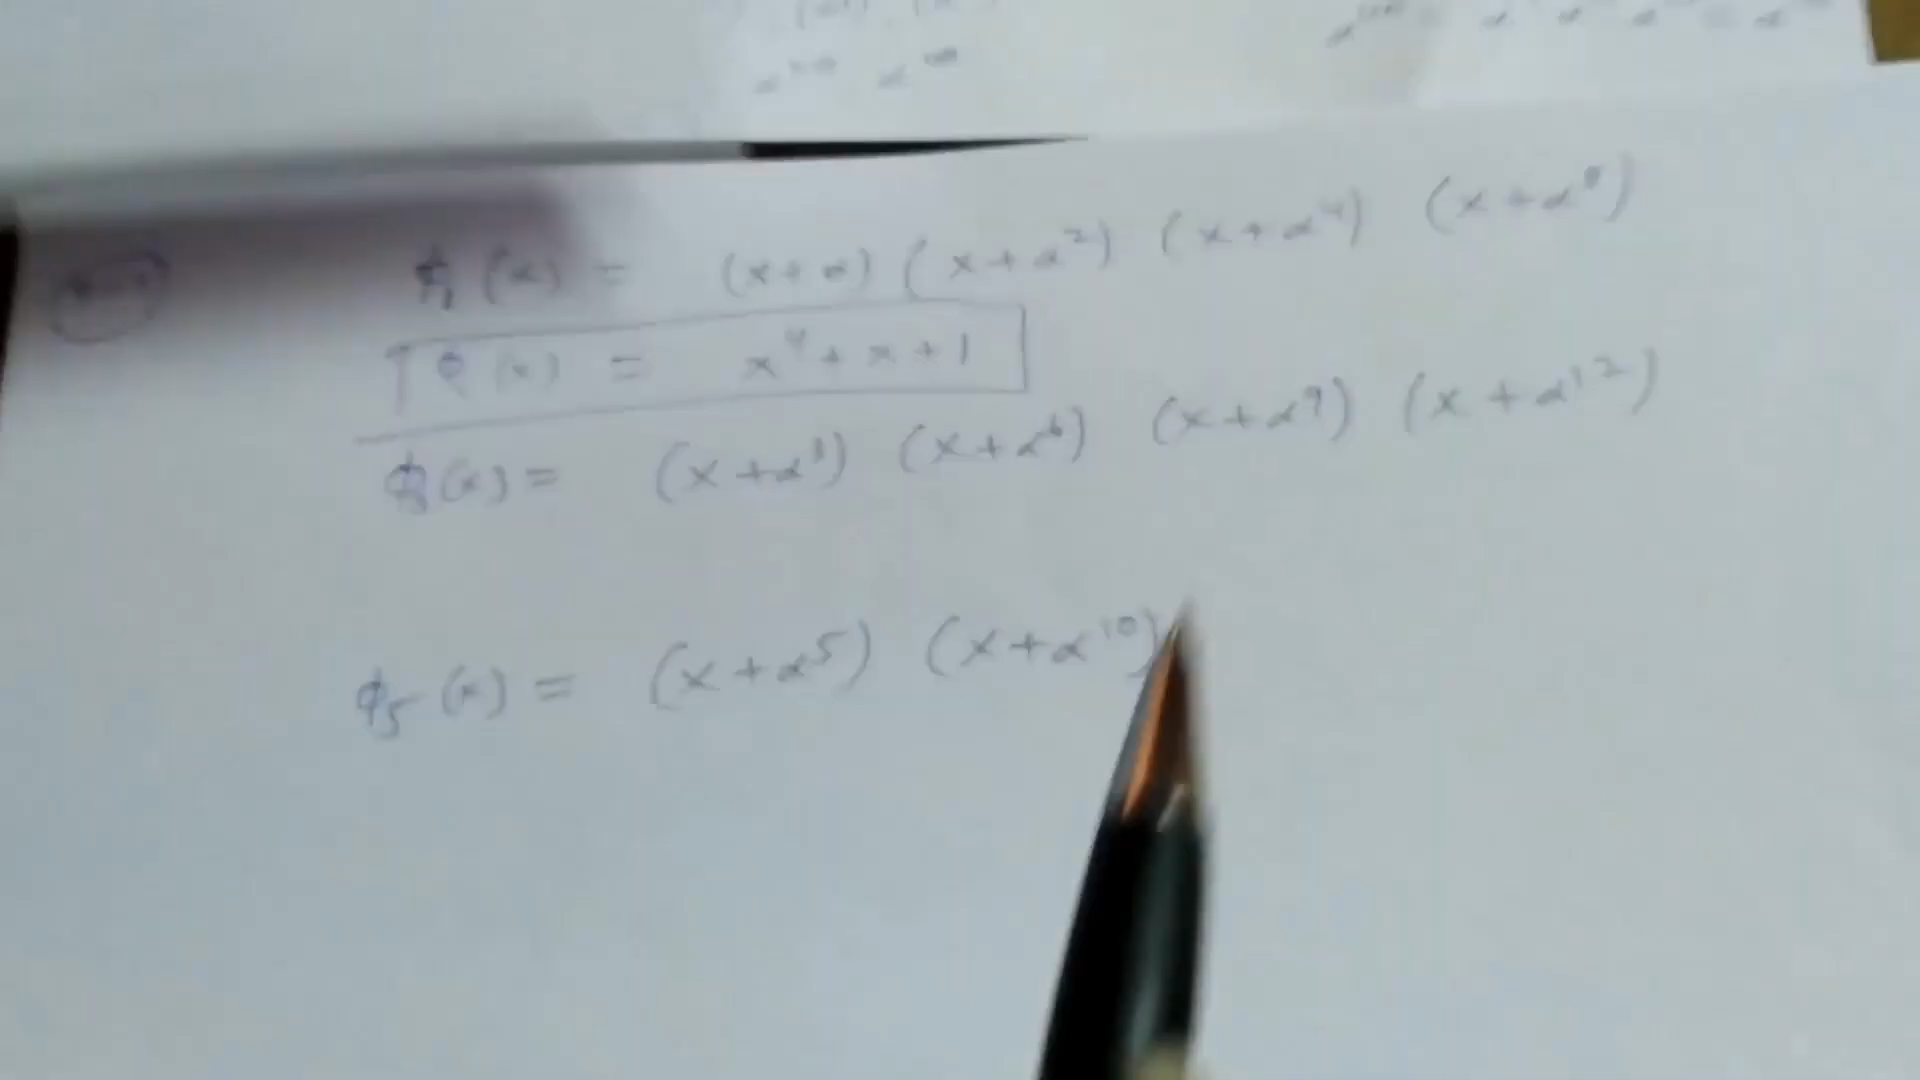 ϕ₁(x) = (x+α) (x+α²) (x+α⁴) (x+α⁸)
ϕ(x) = x⁴+x+1
ϕ₃(x) = (x+α³) (x+α⁶) (x+α⁹) (x+α¹²)
ϕ₅(x) = (x+α⁵) (x+α¹⁰)